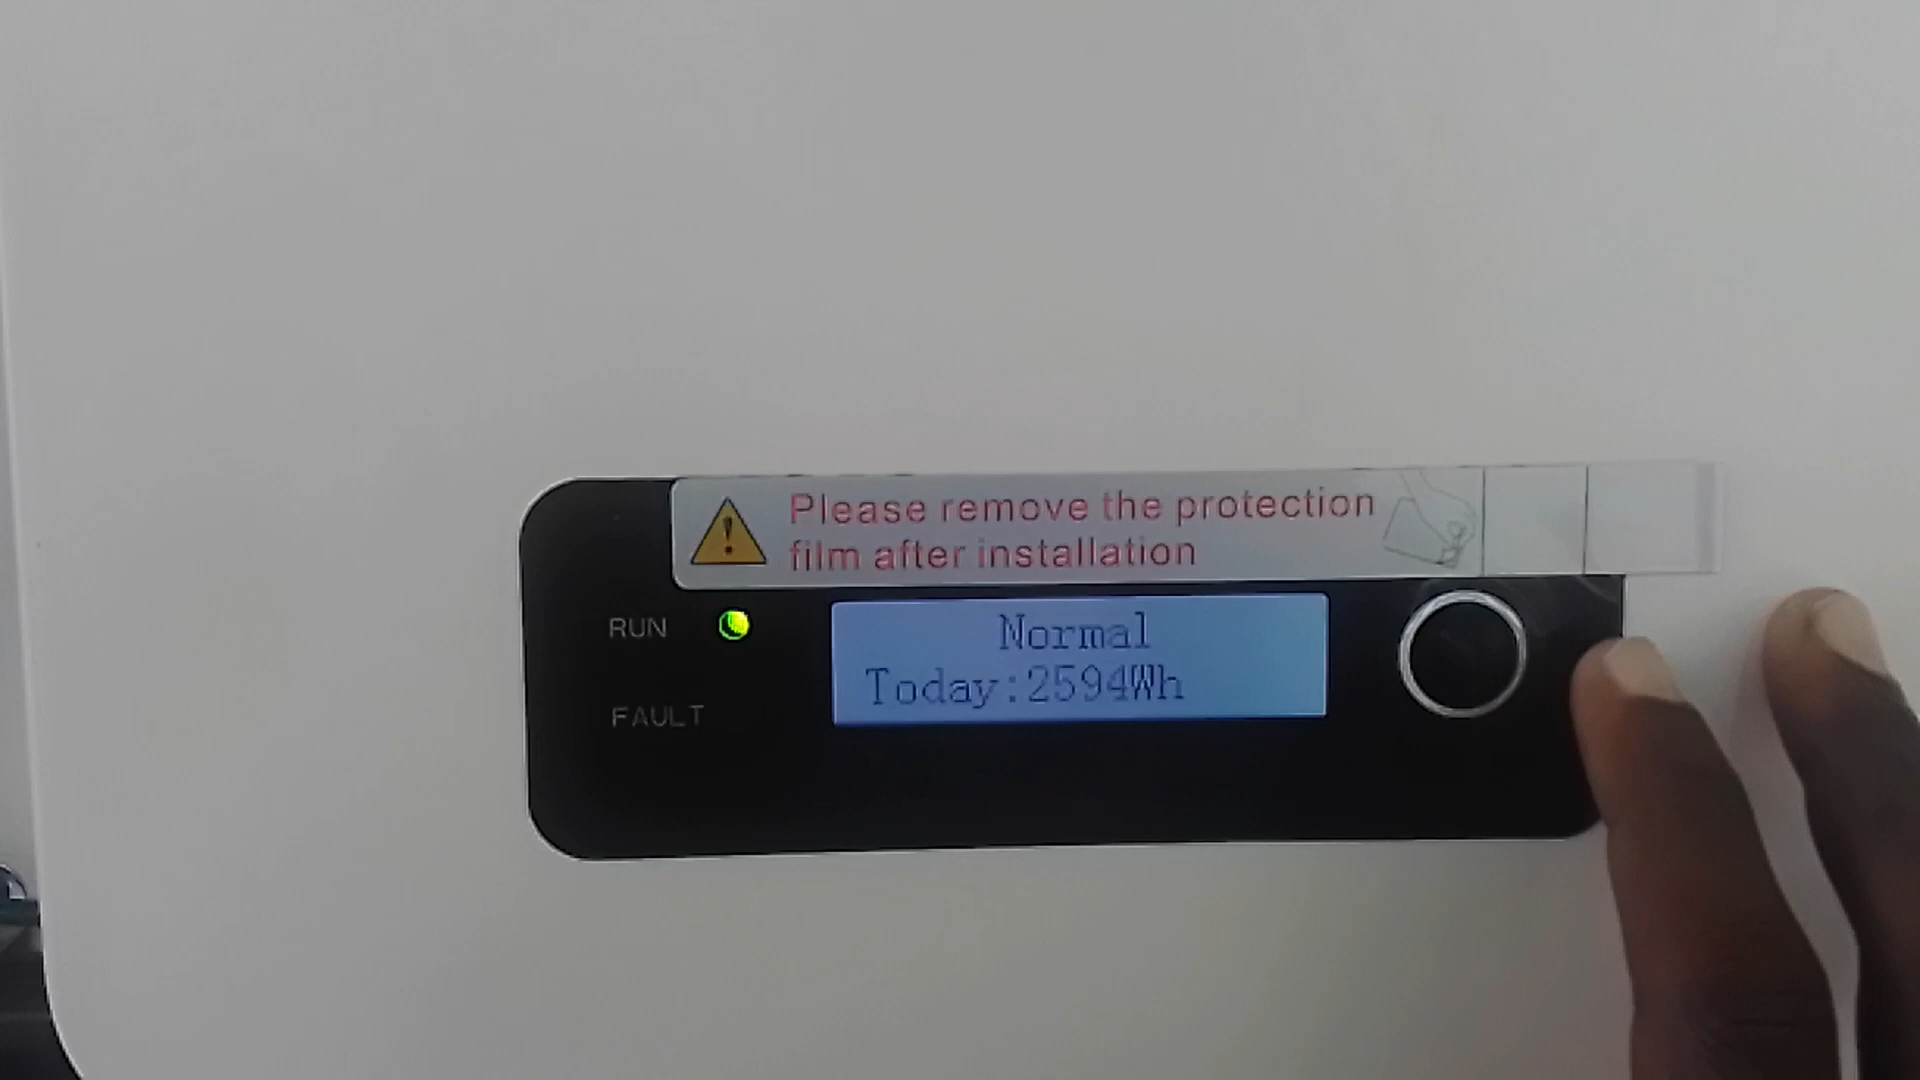 Please remove the protection
film after installation
RUN
Normal
Today:2594Wh
FAULT